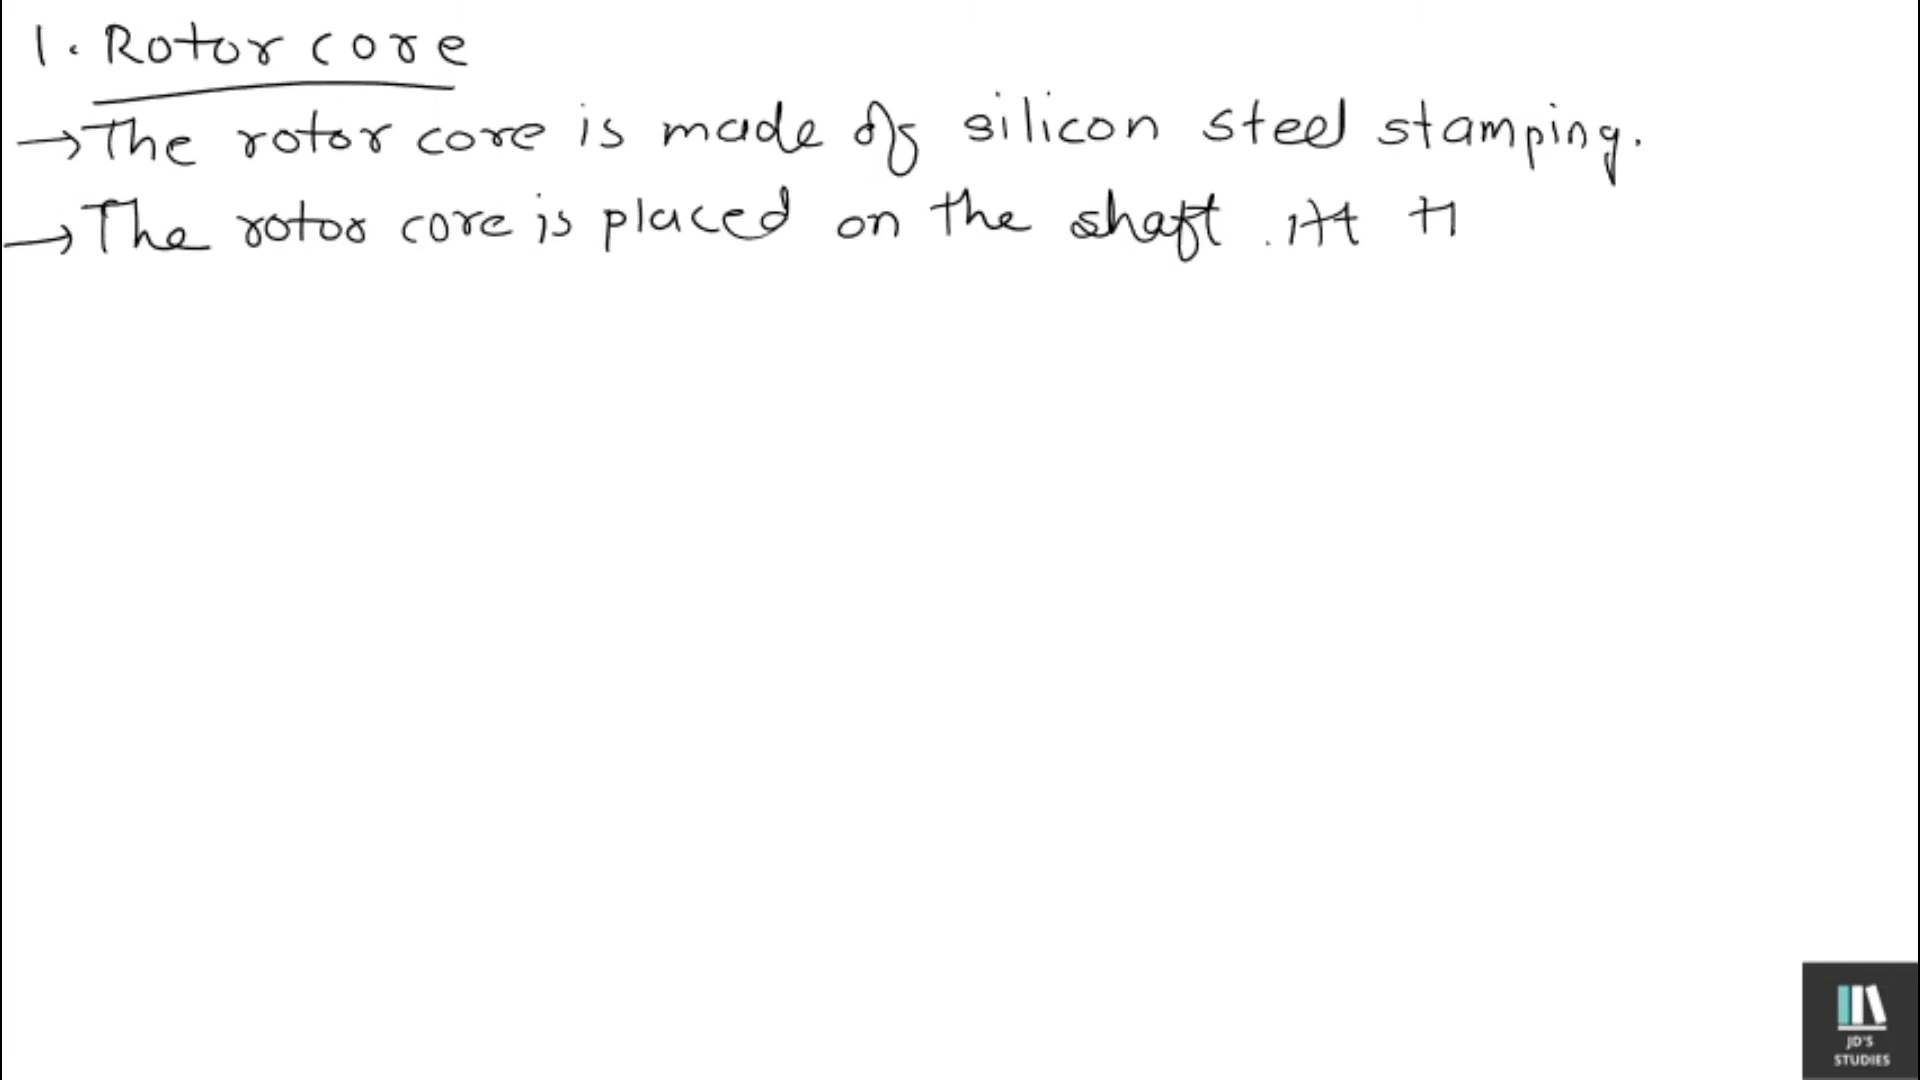 1. Rotor core
→ The rotor core is made of silicon steel stamping.
→ The rotor core is placed on the shaft. At
JD'S
STUDIES